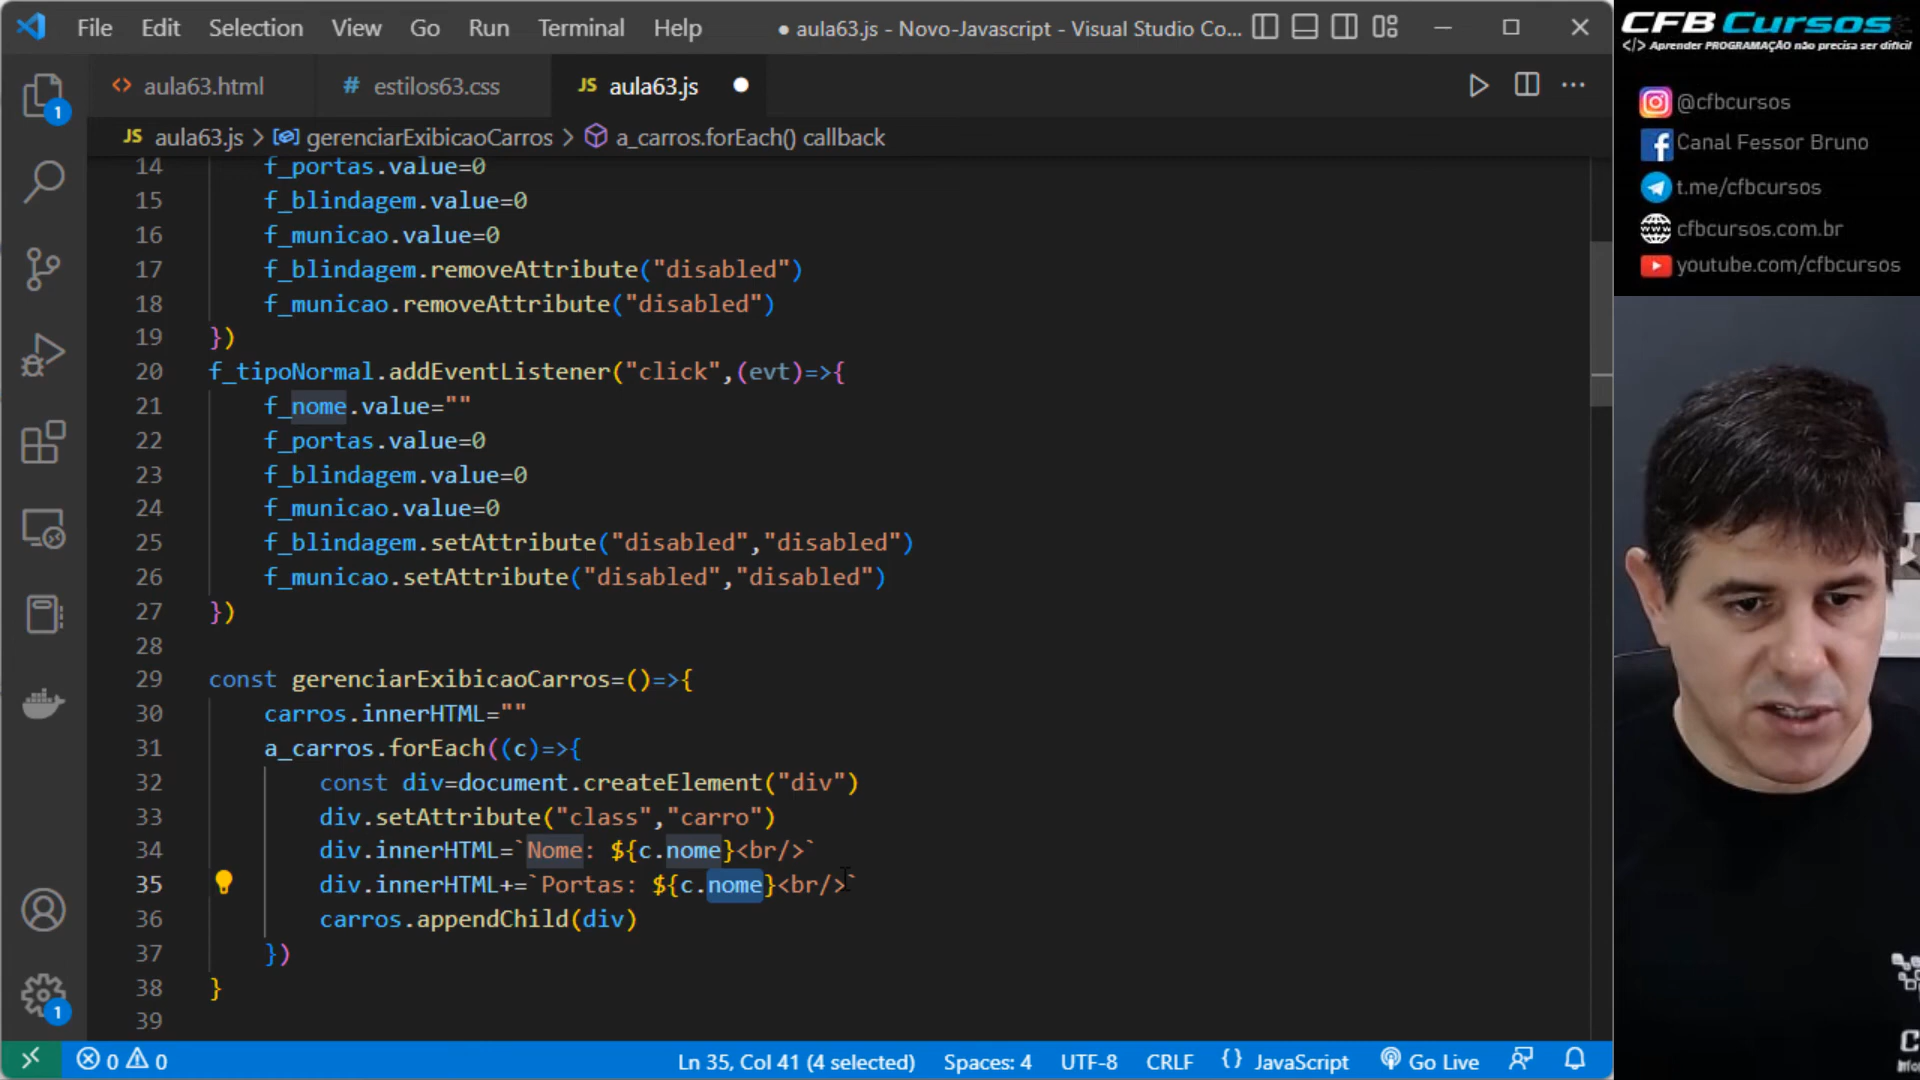 File Edit Selection View Go Run Terminal Help
● aula63.js - Novo-Javascript - Visual Studio Co...
<> aula63.html
# estilos63.css
JS aula63.js ●
JS aula63.js > gerenciarExibicaoCarros > a_carros.forEach() callback
14 f_portas.value=0
15 f_blindagem.value=0
16 f_municao.value=0
17 f_blindagem.removeAttribute("disabled")
18 f_municao.removeAttribute("disabled")
19 })
20 f_tipoNormal.addEventListener("click",(evt)=>{
21 f_nome.value=""
22 f_portas.value=0
23 f_blindagem.value=0
24 f_municao.value=0
25 f_blindagem.setAttribute("disabled","disabled")
26 f_municao.setAttribute("disabled","disabled")
27 })
28
29 const gerenciarExibicaoCarros=()=>{
30 carros.innerHTML=""
31 a_carros.forEach((c)=>{
32 const div=document.createElement("div")
33 div.setAttribute("class","carro")
34 div.innerHTML=`Nome: ${c.nome}<br/>`
35 div.innerHTML+=`Portas: ${c.nome}<br/>`
36 carros.appendChild(div)
37 })
38 }
39
1
1
0 0
Ln 35, Col 41 (4 selected) Spaces: 4 UTF-8 CRLF {} JavaScript Go Live
CFB Cursos
</> Aprender PROGRAMAÇÃO não precisa ser difícil
@cfbcursos
Canal Fessor Bruno
t.me/cfbcursos
cfbcursos.com.br
youtube.com/cfbcursos